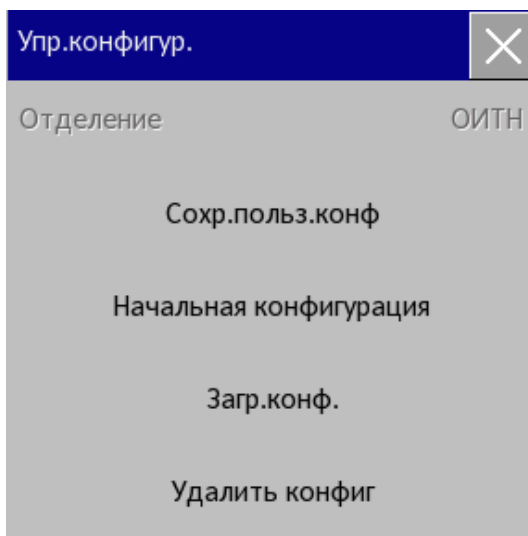 Упр.конфигур.
Отделение ОИТН
Сохр.польз.конф
Начальная конфигурация
Загр.конф.
Удалить конфиг